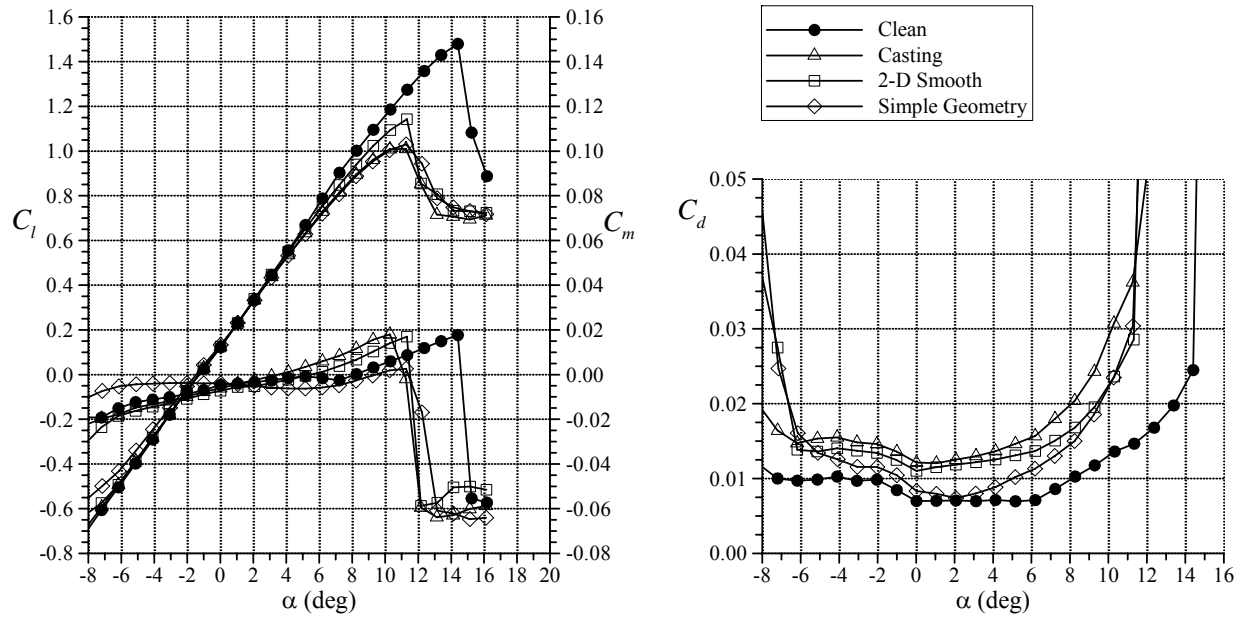 1.6
1.4
1.2
1.0
0.8
0.6
0.4
0.2
0.0
-0.2
-0.4
-0.6
-0.8
C_l
0.16
0.14
0.12
0.10
0.08
0.06
0.04
0.02
0.00
-0.02
-0.04
-0.06
-0.08
C_m
-8 -6 -4 -2 0 2 4 6 8 10 12 14 16 18 20
α (deg)
Clean
Casting
2-D Smooth
Simple Geometry
0.05
0.04
0.03
0.02
0.01
0.00
C_d
-8 -6 -4 -2 0 2 4 6 8 10 12 14 16
α (deg)